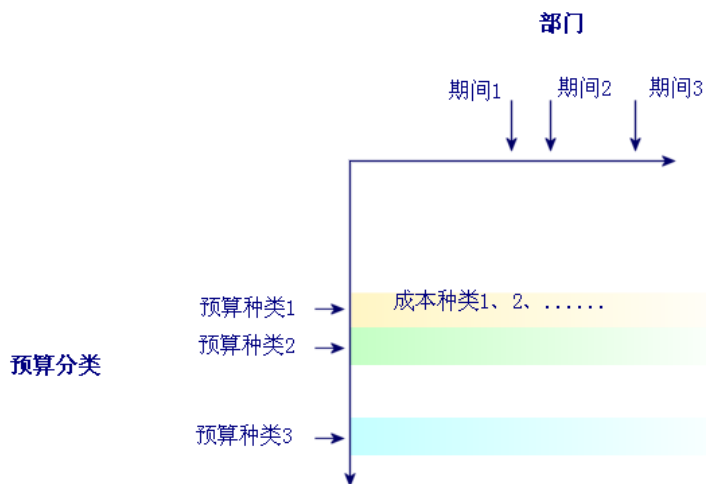 部门
期间1
期间2
期间3
预算种类1
成本种类1、2、......
预算种类2
预算分类
预算种类3